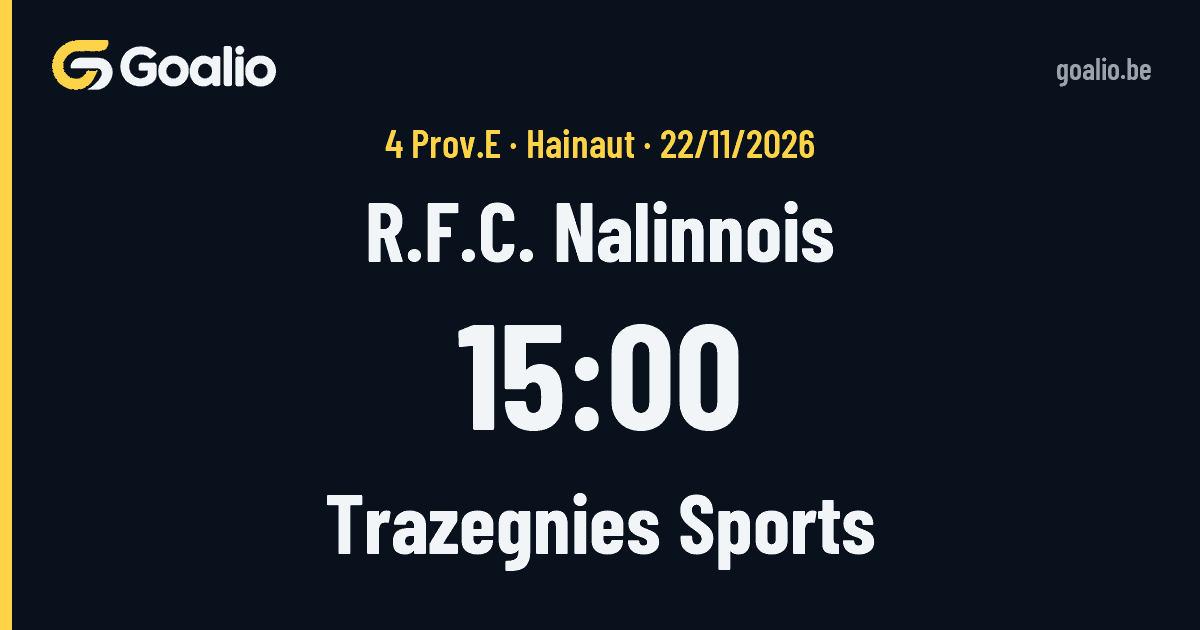 Goalio
goalio.be
4 Prov.E · Hainaut · 22/11/2026
R.F.C. Nalinnois
15:00
Trazegnies Sports